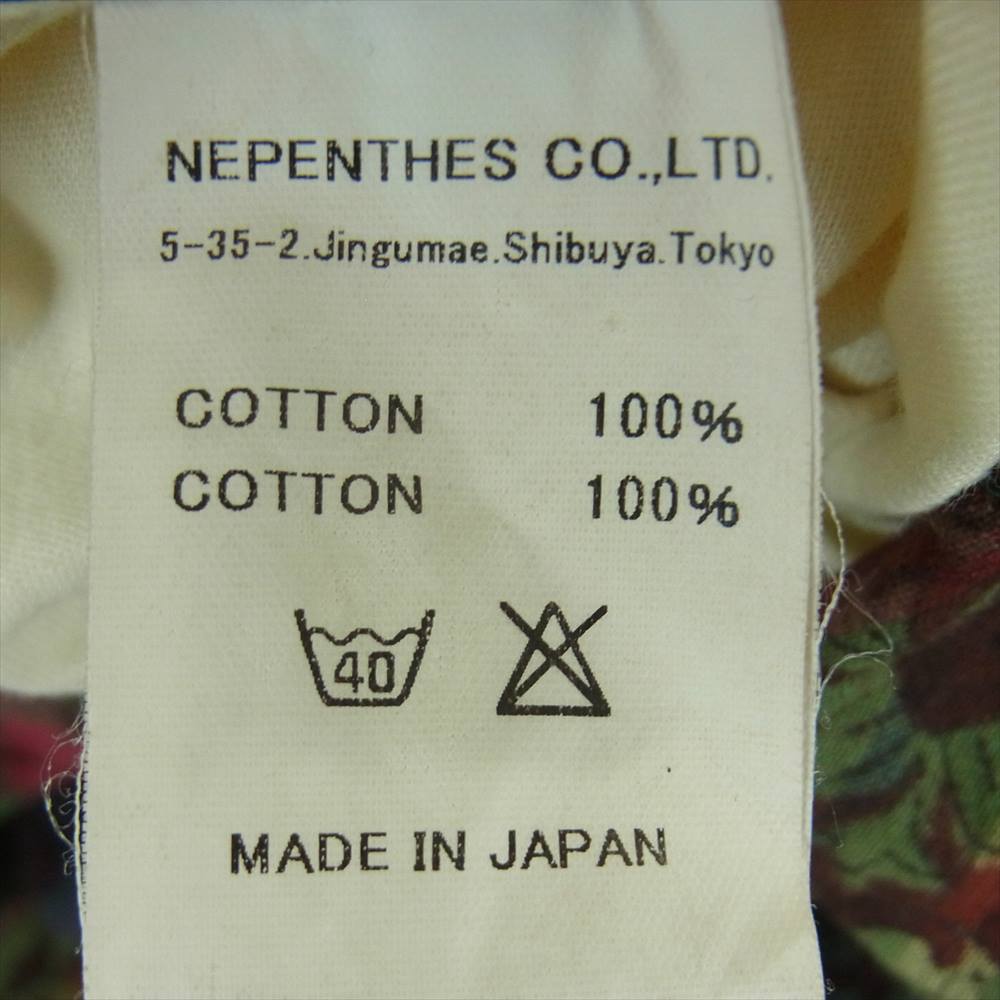 NEPENTHES CO.,LTD.
5-35-2.Jingumae.Shibuya.Tokyo
COTTON 100%
COTTON 100%
40
MADE IN JAPAN